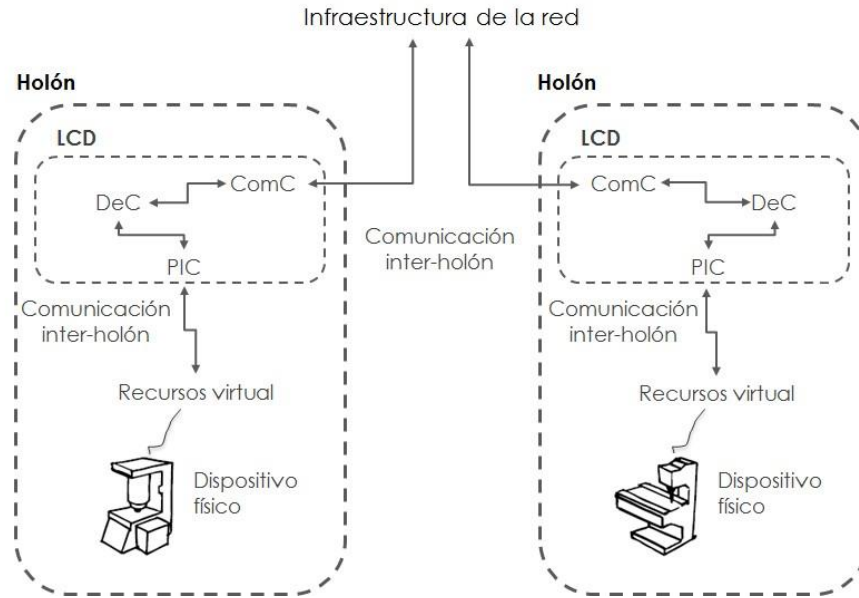 Infraestructura de la red
Holón
LCD
ComC
DeC
PIC
Comunicación
inter-holón
Recursos virtual
Dispositivo
físico
Comunicación
inter-holón
Holón
LCD
ComC
DeC
PIC
Comunicación
inter-holón
Recursos virtual
Dispositivo
físico